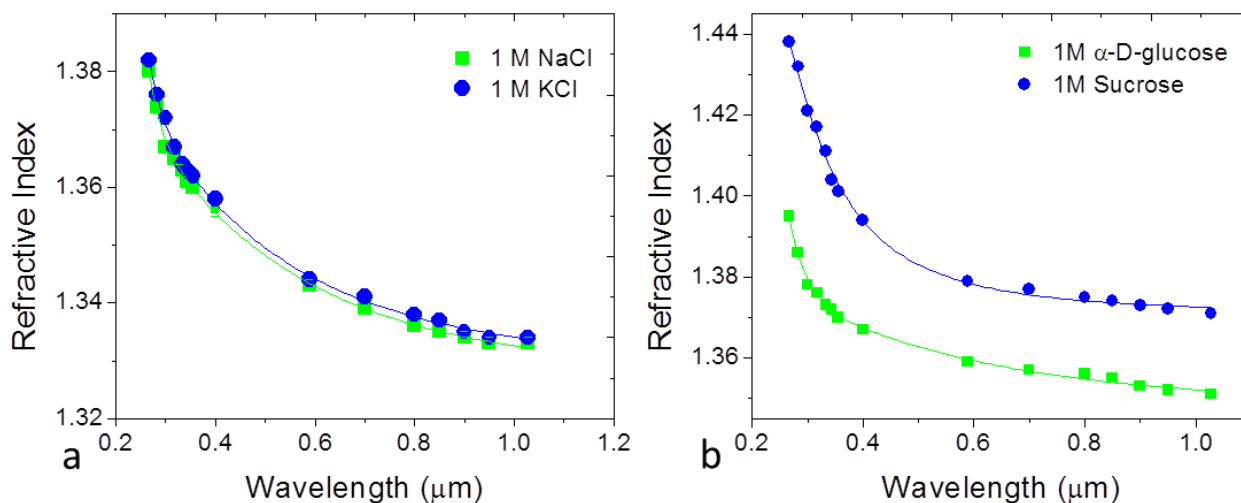 1 M NaCl
1 M KCl
Refractive Index
1.38
1.36
1.34
1.32
0.2 0.4 0.6 0.8 1.0 1.2
a
Wavelength (μm)
1M α-D-glucose
1M Sucrose
Refractive Index
1.44
1.42
1.40
1.38
1.36
0.2 0.4 0.6 0.8 1.0
b
Wavelength (μm)